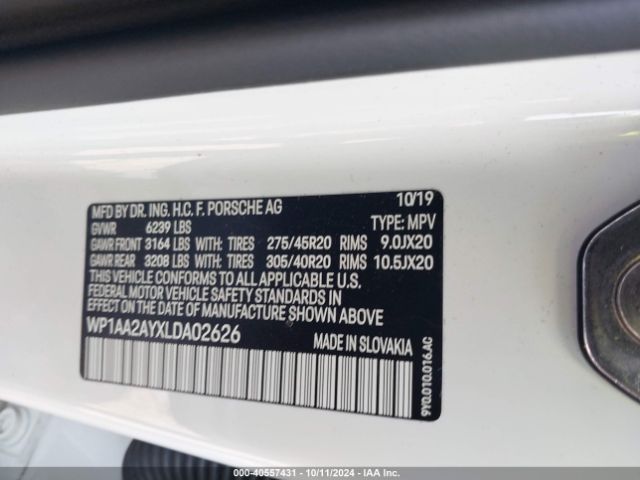 MFD BY DR. ING. H.C. F. PORSCHE AG 10/19
GVWR 6239 LBS TYPE: MPV
GAWR FRONT 3164 LBS WITH: TIRES 275/45R20 RIMS 9.0JX20
GAWR REAR 3208 LBS WITH: TIRES 305/40R20 RIMS 10.5JX20
THIS VEHICLE CONFORMS TO ALL APPLICABLE U.S.
FEDERAL MOTOR VEHICLE SAFETY STANDARDS IN
EFFECT ON THE DATE OF MANUFACTURE SHOWN ABOVE
WP1AA2AYXLDA02626 MADE IN SLOVAKIA
9Y0.010.016.AC
000-40557431 - 10/11/2024 - IAA Inc.